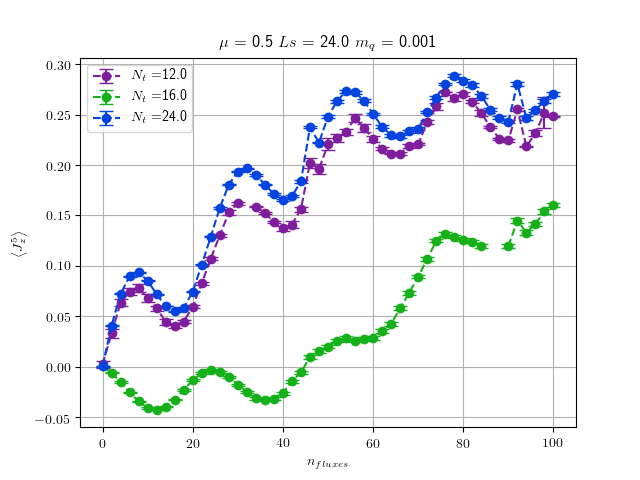 μ = 0.5 Ls = 24.0 m_q = 0.001
N_t =12.0
N_t =16.0
N_t =24.0
⟨J_z^5⟩
0.30
0.25
0.20
0.15
0.10
0.05
0.00
−0.05
0 20 40 60 80 100
n_{fluxes}